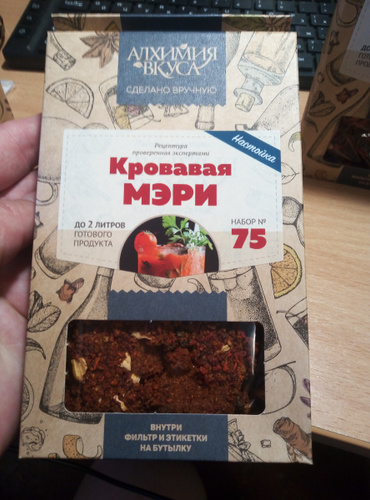 АЛХИМИЯ
ВКУСА
СДЕЛАНО ВРУЧНУЮ
Настойка
Рецептура
проверенная экспертами
Кровавая
МЭРИ
ДО 2 ЛИТРОВ
ГОТОВОГО
ПРОДУКТА
НАБОР №
75
ВНУТРИ
ФИЛЬТР И ЭТИКЕТКИ
НА БУТЫЛКУ